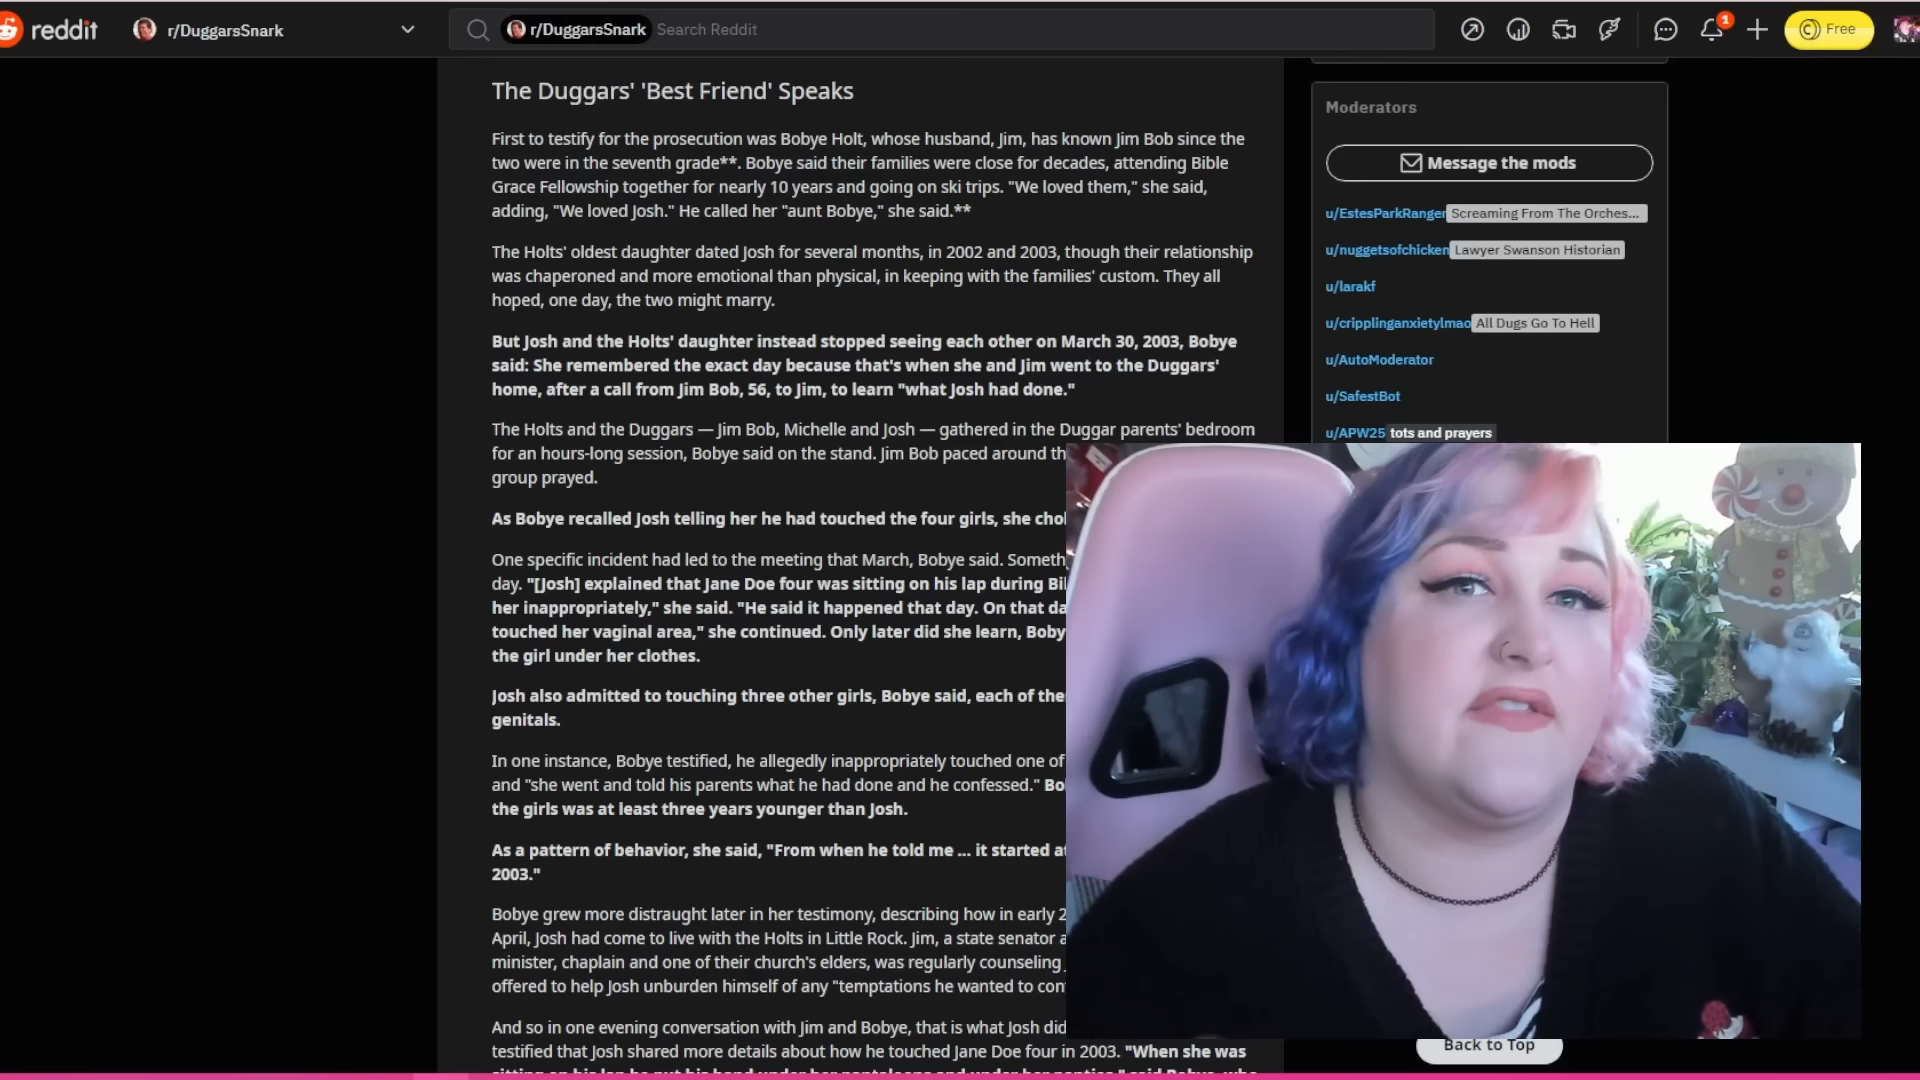 reddit r/DuggarsSnark r/DuggarsSnark Search Reddit 1 Free
The Duggars' 'Best Friend' Speaks
First to testify for the prosecution was Bobye Holt, whose husband, Jim, has known Jim Bob since the
two were in the seventh grade**. Bobye said their families were close for decades, attending Bible
Grace Fellowship together for nearly 10 years and going on ski trips. "We loved them," she said,
adding, "We loved Josh." He called her "aunt Bobye," she said.**
The Holts' oldest daughter dated Josh for several months, in 2002 and 2003, though their relationship
was chaperoned and more emotional than physical, in keeping with the families' custom. They all
hoped, one day, the two might marry.
But Josh and the Holts' daughter instead stopped seeing each other on March 30, 2003, Bobye
said: She remembered the exact day because that's when she and Jim went to the Duggars'
home, after a call from Jim Bob, 56, to Jim, to learn "what Josh had done."
The Holts and the Duggars — Jim Bob, Michelle and Josh — gathered in the Duggar parents' bedroom
for an hours-long session, Bobye said on the stand. Jim Bob paced around
group prayed.
As Bobye recalled Josh telling her he had touched the four girls, she
One specific incident had led to the meeting that March, Bobye said.
day. "[Josh] explained that Jane Doe four was sitting on his lap during
her inappropriately," she said. "He said it happened that day. On that
touched her vaginal area," she continued. Only later did she learn,
the girl under her clothes.
Josh also admitted to touching three other girls, Bobye said, each of
genitals.
In one instance, Bobye testified, he allegedly inappropriately touched one of
and "she went and told his parents what he had done and he confessed."
the girls was at least three years younger than Josh.
As a pattern of behavior, she said, "From when he told me ... it started
2003."
Bobye grew more distraught later in her testimony, describing how in early
April, Josh had come to live with the Holts in Little Rock. Jim, a state senator
minister, chaplain and one of their church's elders, was regularly counseling
offered to help Josh unburden himself of any "temptations he wanted to
And so in one evening conversation with Jim and Bobye, that is what Josh did
testified that Josh shared more details about how he touched Jane Doe four in 2003. "When she was
Moderators
Message the mods
u/EstesParkRanger Screaming From The Orches...
u/nuggetsofchicken Lawyer Swanson Historian
u/larakf
u/cripplinganxietylmao All Dugs Go To Hell
u/AutoModerator
u/SafestBot
u/APW25 tots and prayers
Back to Top